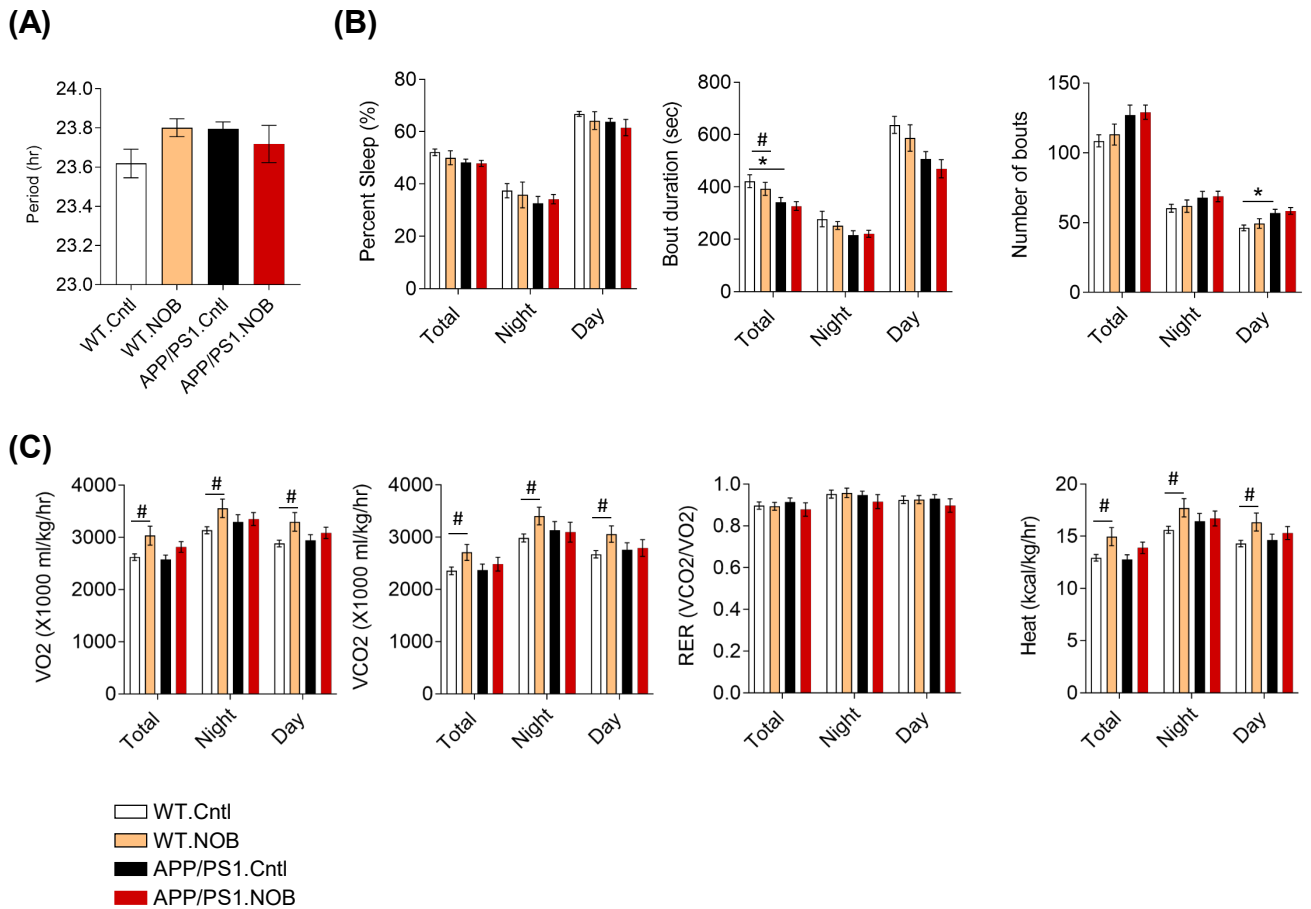 (A)
(B)
24.0
23.8
23.6
23.4
23.2
23.0
Period (hr)
WT.Cntl
WT.NOB
APP/PS1.Cntl
APP/PS1.NOB
80
60
40
20
0
Percent Sleep (%)
Total
Night
Day
800
600
400
200
0
Bout duration (sec)
#
*
Total
Night
Day
150
100
50
0
Number of bouts
*
Total
Night
Day
(C)
4000
3000
2000
1000
0
VO2 (X1000 ml/kg/hr)
#
#
#
Total
Night
Day
4000
3000
2000
1000
0
VCO2 (X1000 ml/kg/hr)
#
#
#
Total
Night
Day
1.0
0.8
0.6
0.4
0.2
0.0
RER (VCO2/VO2)
Total
Night
Day
20
15
10
5
0
Heat (kcal/kg/hr)
#
#
#
Total
Night
Day
WT.Cntl
WT.NOB
APP/PS1.Cntl
APP/PS1.NOB